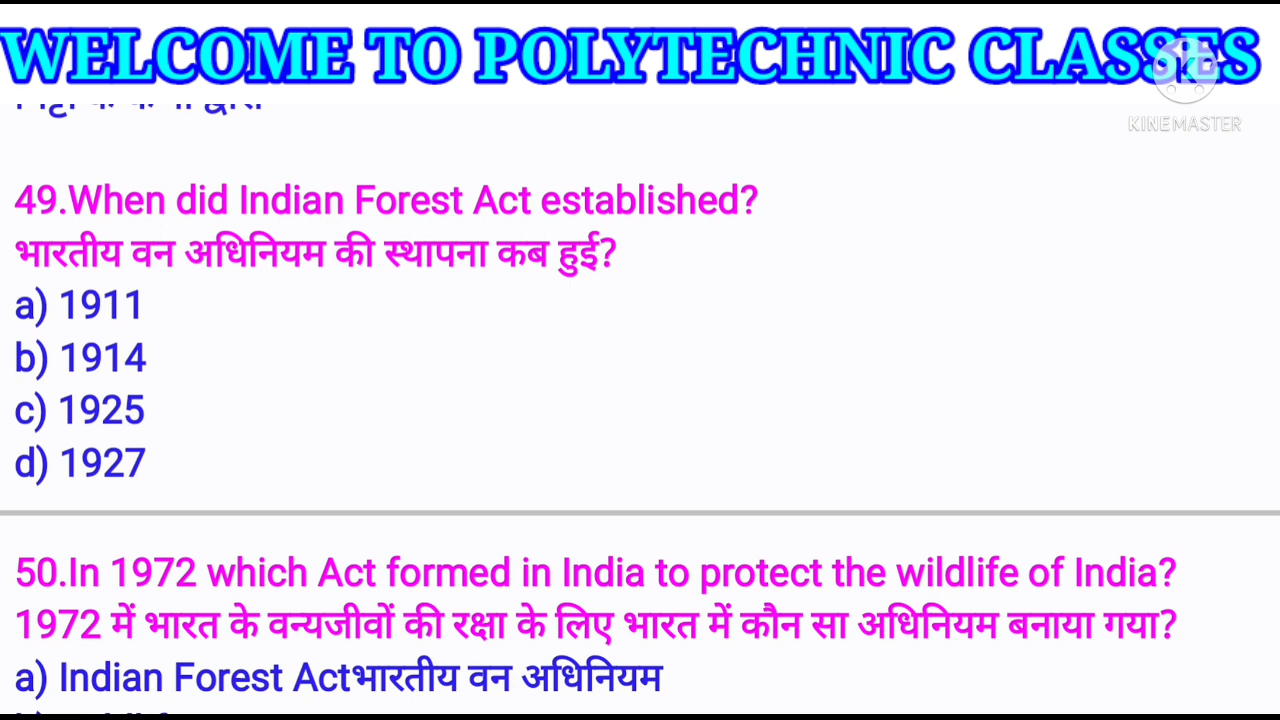 WELCOME TO POLYTECHNIC CLASSES
KINEMASTER
49.When did Indian Forest Act established?
भारतीय वन अधिनियम की स्थापना कब हुई?
a) 1911
b) 1914
c) 1925
d) 1927
50.In 1972 which Act formed in India to protect the wildlife of India?
1972 में भारत के वन्यजीवों की रक्षा के लिए भारत में कौन सा अधिनियम बनाया गया?
a) Indian Forest Actभारतीय वन अधिनियम